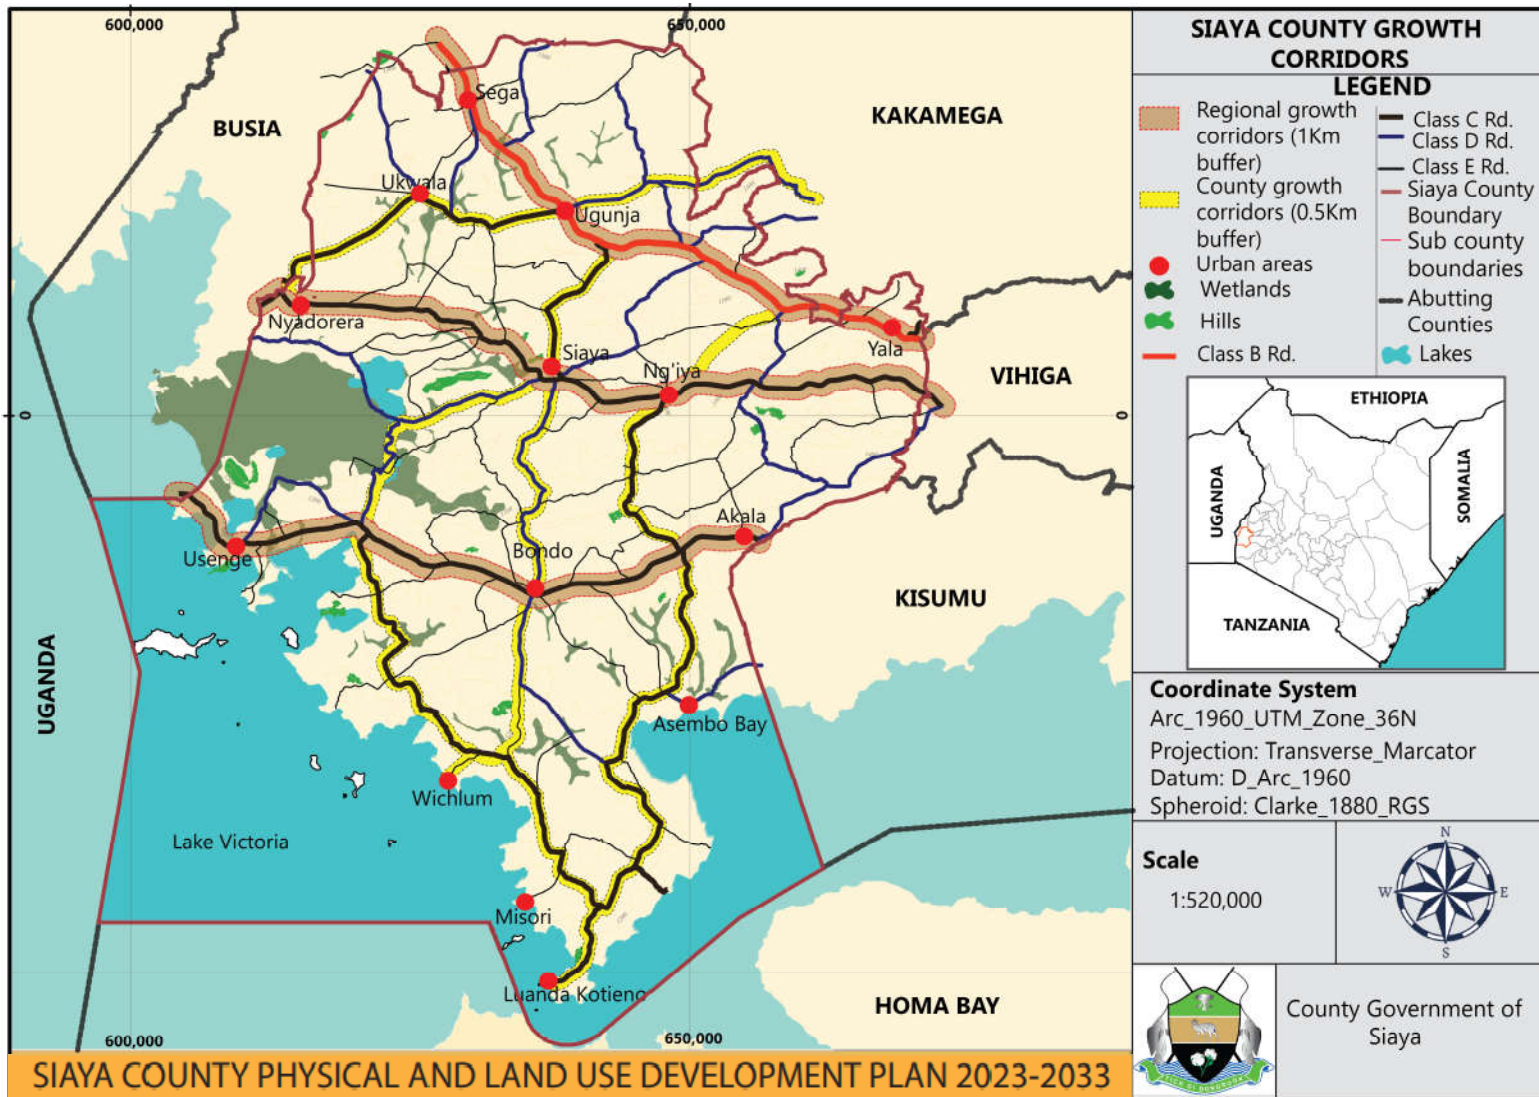 600,000
650,000
BUSIA
KAKAMEGA
Sega
Ukwala
Ugunja
Nyadorera
Siaya
Ng'iya
Yala
VIHIGA
0
0
Usenge
Bondo
Akala
KISUMU
UGANDA
Asembo Bay
Wichlum
Lake Victoria
Misori
Luanda Kotieno
HOMA BAY
600,000
650,000
SIAYA COUNTY PHYSICAL AND LAND USE DEVELOPMENT PLAN 2023-2033
SIAYA COUNTY GROWTH
CORRIDORS
LEGEND
Regional growth
corridors (1Km
buffer)
County growth
corridors (0.5Km
buffer)
Urban areas
Wetlands
Hills
Class B Rd.
Class C Rd.
Class D Rd.
Class E Rd.
Siaya County
Boundary
Sub county
boundaries
Abutting
Counties
Lakes
ETHIOPIA
UGANDA
SOMALIA
TANZANIA
Coordinate System
Arc_1960_UTM_Zone_36N
Projection: Transverse_Marcator
Datum: D_Arc_1960
Spheroid: Clarke_1880_RGS
Scale
1:520,000
N
W
E
S
County Government of
Siaya